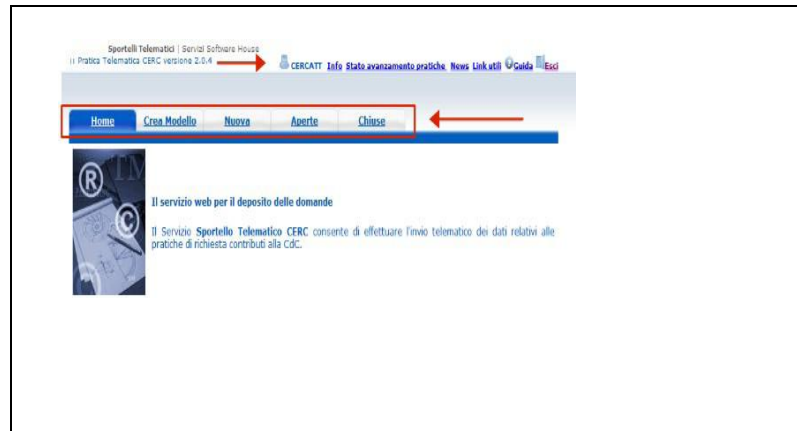 Sportelli Telematici | Servizi Software House
:: Pratica Telematica CERC versione 2.0.4
CERCATT Info Stato avanzamento pratiche News Link utili Guida Esci
Home Crea Modello Nuova Aperte Chiuse
® TM
©
Il servizio web per il deposito delle domande
Il Servizio Sportello Telematico CERC consente di effettuare l'invio telematico dei dati relativi alle
pratiche di richiesta contributi alla CdC.